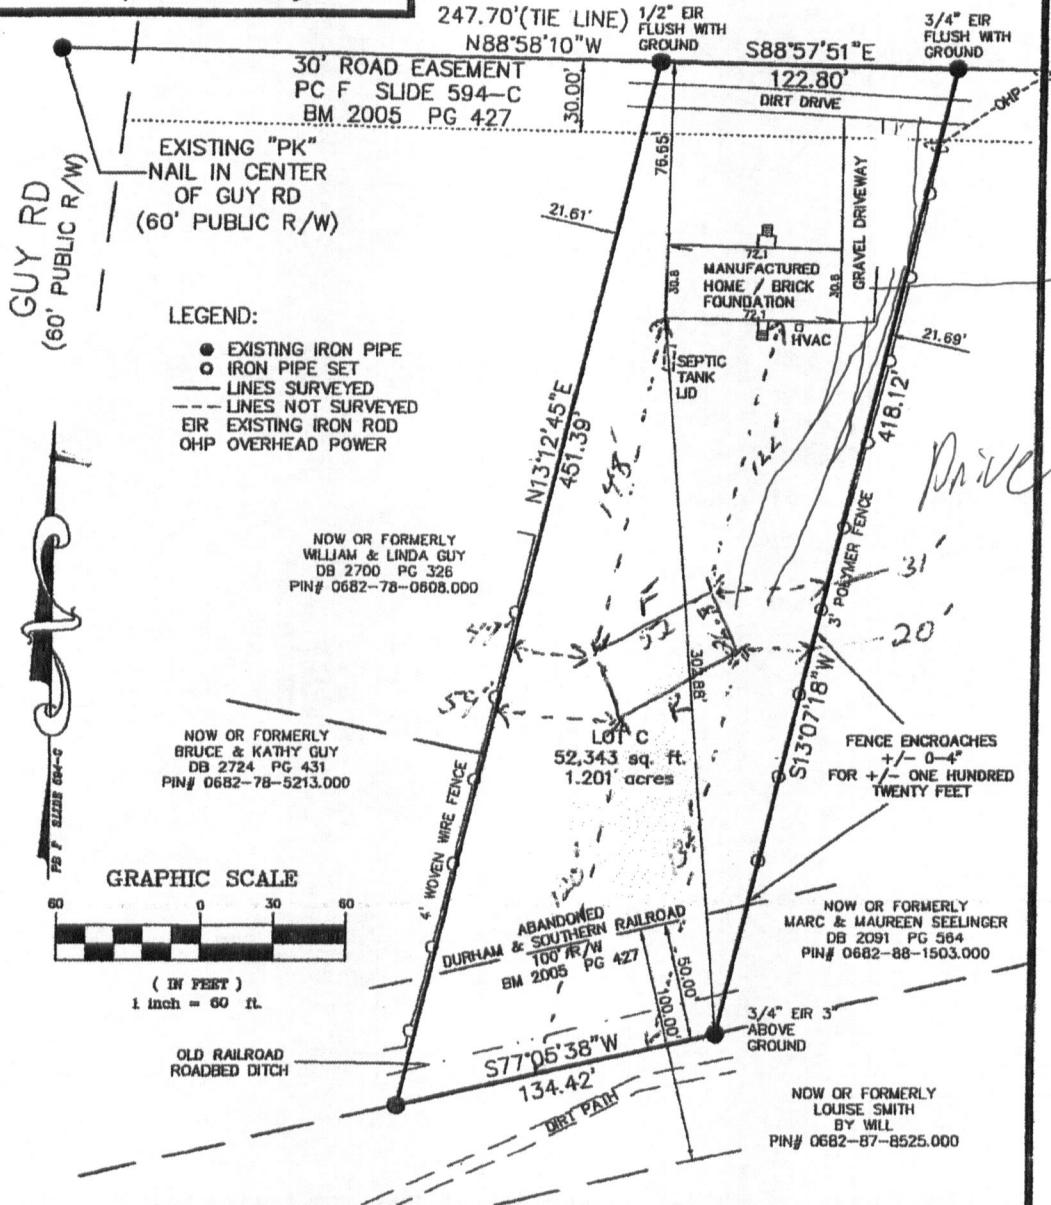 247.70'(TIE LINE)
N88°58'10"W
1/2" EIR
FLUSH WITH
GROUND
S88°57'51"E
122.80'
3/4" EIR
FLUSH WITH
GROUND
30' ROAD EASEMENT
PC F SLIDE 594-C
BM 2005 PG 427
30.00'
DIRT DRIVE
OHP
EXISTING "PK"
NAIL IN CENTER
OF GUY RD
(60' PUBLIC R/W)
GUY RD
(60' PUBLIC R/W)
76.65
21.61'
GRAVEL DRIVEWAY
72.1
MANUFACTURED
HOME / BRICK
FOUNDATION
72.1
30.8
30.8
HVAC
SEPTIC
TANK
LID
21.69'
418.12'
LEGEND:
EXISTING IRON PIPE
IRON PIPE SET
LINES SURVEYED
LINES NOT SURVEYED
EIR EXISTING IRON ROD
OHP OVERHEAD POWER
N13°12'45"E
451.39'
148
122
Drive
3' POLYMER FENCE
31'
20'
NOW OR FORMERLY
WILLIAM & LINDA GUY
DB 2700 PG 326
PIN# 0682-78-0608.000
52
S13°07'18"W
NOW OR FORMERLY
BRUCE & KATHY GUY
DB 2724 PG 431
PIN# 0682-78-5213.000
LOT C
52,343 sq. ft.
1.201' acres
FENCE ENCROACHES
+/- 0-4"
FOR +/- ONE HUNDRED
TWENTY FEET
PB F SLIDE 594-C
4' WOVEN WIRE FENCE
GRAPHIC SCALE
60 0 30 60
( IN FEET )
1 inch = 60 ft.
ABANDONED
DURHAM & SOUTHERN RAILROAD
100' R/W
BM 2005 PG 427
50.00'
100.00'
NOW OR FORMERLY
MARC & MAUREEN SEELINGER
DB 2091 PG 564
PIN# 0682-88-1503.000
OLD RAILROAD
ROADBED DITCH
S77°05'38"W
134.42'
DIRT PATH
3/4" EIR 3"
ABOVE
GROUND
NOW OR FORMERLY
LOUISE SMITH
BY WILL
PIN# 0682-87-8525.000